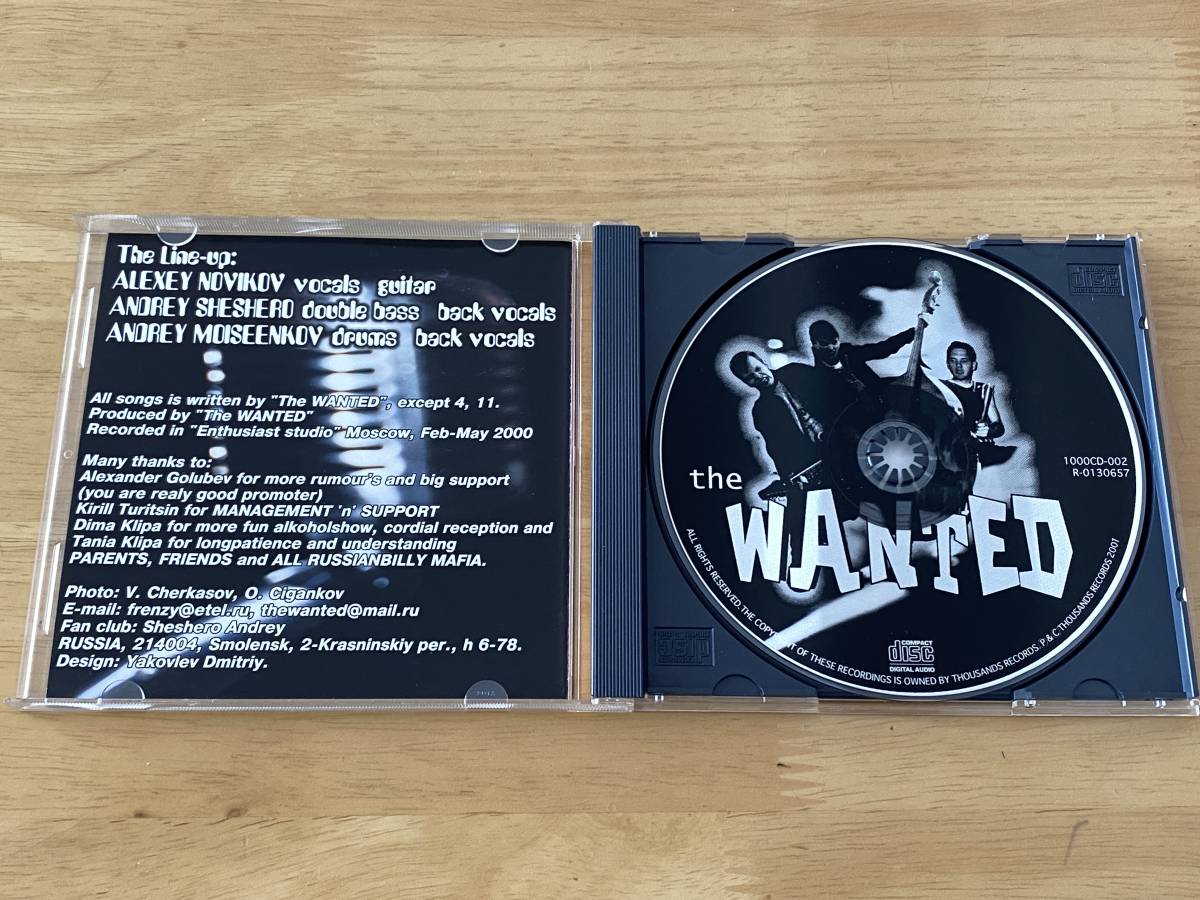 The Line-up:
ALEXEY NOVIKOV vocals guitar
ANDREY SHESHERO double bass back vocals
ANDREY MOISEENKOV drums back vocals
All songs is written by "The WANTED", except 4, 11.
Produced by "The WANTED"
Recorded in "Enthusiast studio" Moscow, Feb-May 2000
Many thanks to:
Alexander Golubev for more rumour's and big support
(you are realy good promoter)
Kirill Turitsin for MANAGEMENT 'n' SUPPORT
Dima Klipa for more fun alkoholshow, cordial reception and
Tania Klipa for longpatience and understanding
PARENTS, FRIENDS and ALL RUSSIANBILLY MAFIA.
Photo: V. Cherkasov, O. Cigankov
E-mail: frenzy@etel.ru, thewanted@mail.ru
Fan club: Sheshero Andrey
RUSSIA, 214004, Smolensk, 2-Krasninskiy per., h 6-78.
Design: Yakovlev Dmitriy.
the
WANTED
1000CD-002
R-0130657
COMPACT
disc
DIGITAL AUDIO
ALL RIGHTS RESERVED. THE COPYRIGHT OF THESE RECORDINGS IS OWNED BY THOUSANDS RECORDS. P & C THOUSANDS RECORDS 2001
COMPACT
disc